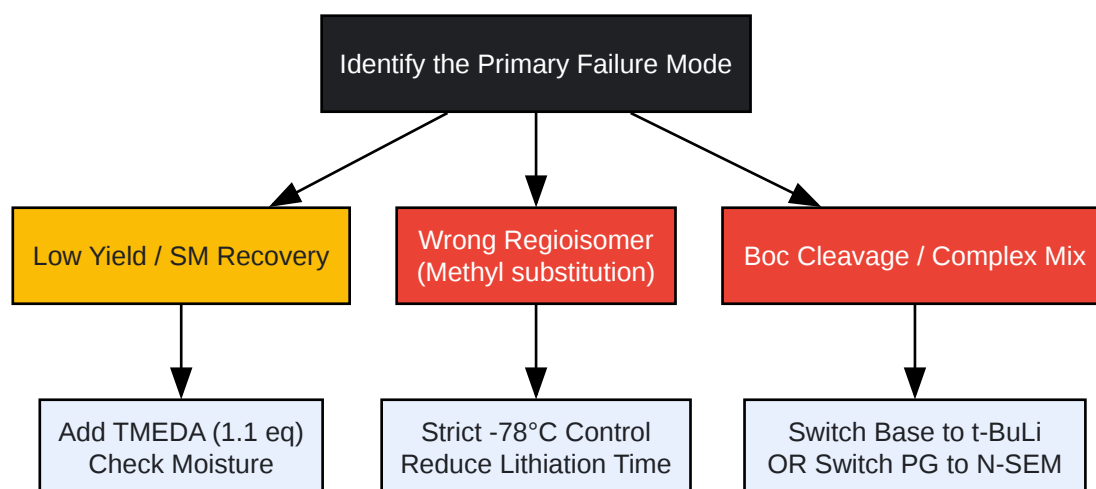 Identify the Primary Failure Mode
Low Yield / SM Recovery
Wrong Regioisomer
(Methyl substitution)
Boc Cleavage / Complex Mix
Add TMEDA (1.1 eq)
Check Moisture
Strict -78°C Control
Reduce Lithiation Time
Switch Base to t-BuLi
OR Switch PG to N-SEM